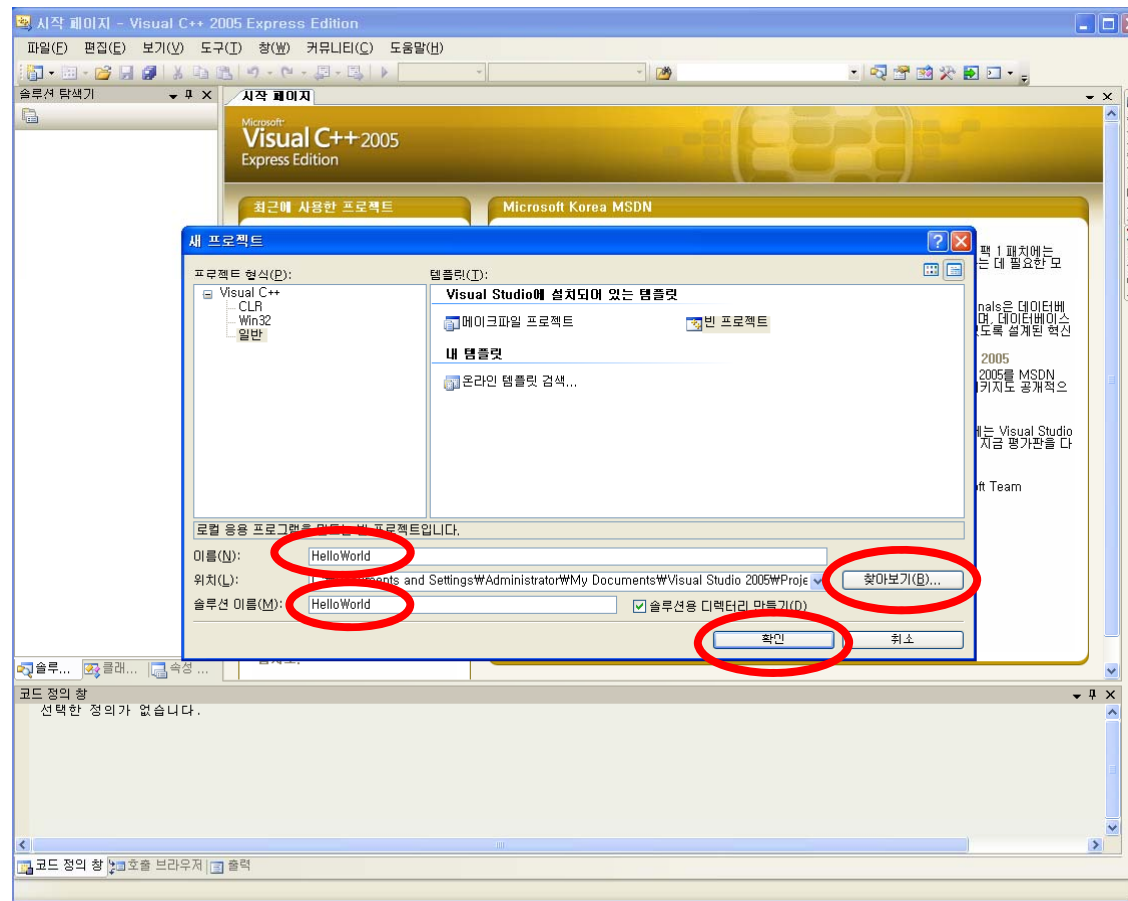 시작 페이지 - Visual C++ 2005 Express Edition
파일(F) 편집(E) 보기(V) 도구(T) 창(W) 커뮤니티(C) 도움말(H)
솔루션 탐색기
시작 페이지
Microsoft
Visual C++ 2005
Express Edition
최근에 사용한 프로젝트
Microsoft Korea MSDN
새 프로젝트
팩 1 패치에는
는 데 필요한 모
프로젝트 형식(P):
템플릿(T):
Visual C++
CLR
Win32
일반
Visual Studio에 설치되어 있는 템플릿
메이크파일 프로젝트
빈 프로젝트
내 템플릿
온라인 템플릿 검색...
nals은 데이터베
며, 데이터베이스
있도록 설계된 혁신
2005
2005를 MSDN
키지도 공개적으
에는 Visual Studio
지금 평가판을 다
oft Team
로컬 응용 프로그램을 만드는 빈 프로젝트입니다.
이름(N):
HelloWorld
위치(L):
and Settings₩Administrator₩My Documents₩Visual Studio 2005₩Proje
찾아보기(B)...
솔루션 이름(M):
HelloWorld
솔루션용 디렉터리 만들기(D)
확인
취소
솔루... 클래... 속성 ...
코드 정의 창
선택한 정의가 없습니다.
코드 정의 창 호출 브라우저 출력